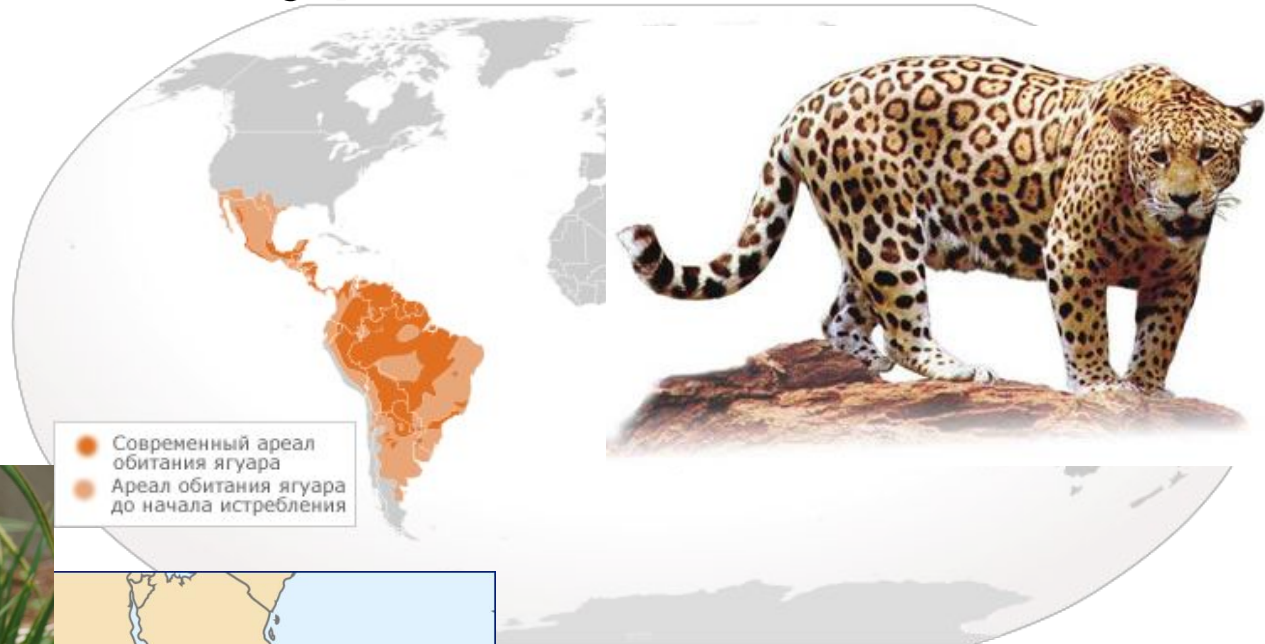 Современный ареал
обитания ягуара
Ареал обитания ягуара
до начала истребления